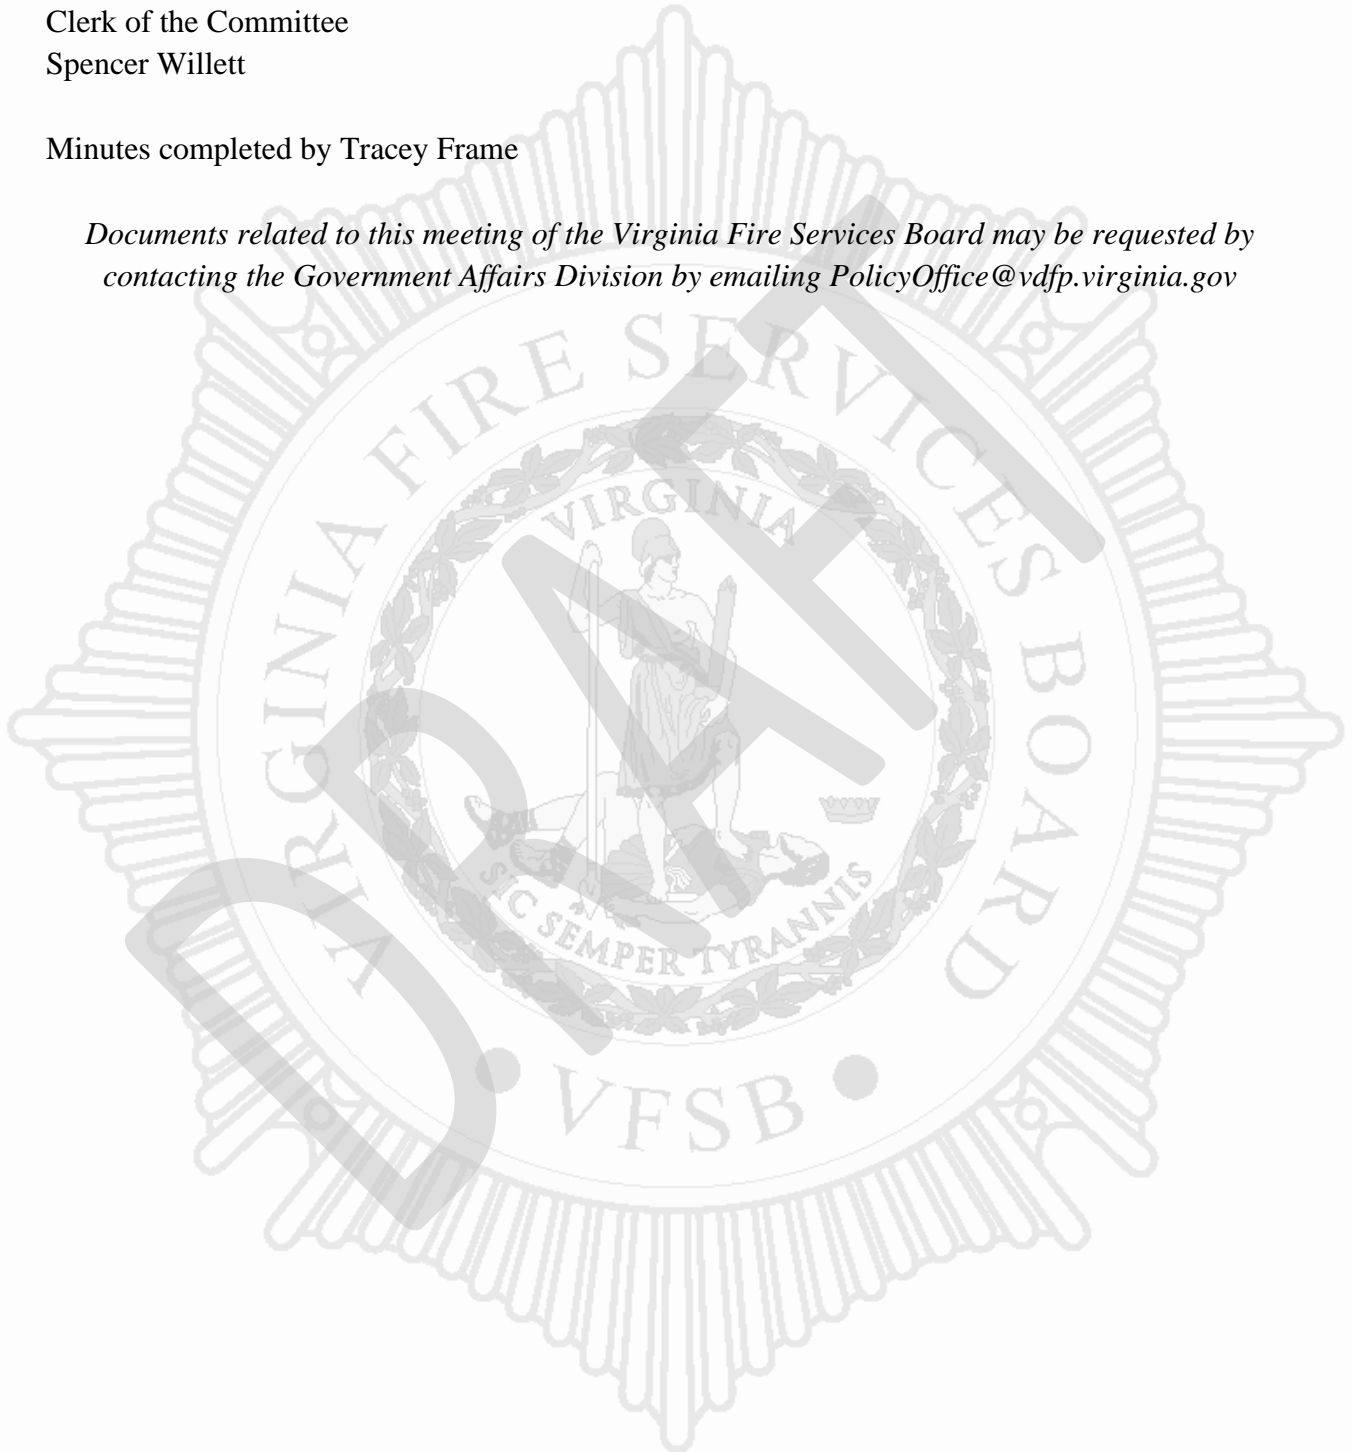 Clerk of the Committee
Spencer Willett
Minutes completed by Tracey Frame
Documents related to this meeting of the Virginia Fire Services Board may be requested by
contacting the Government Affairs Division by emailing PolicyOffice@vdfp.virginia.gov
VIRGINIA FIRE SERVICES BOARD
VIRGINIA
SIC SEMPER TYRANNIS
• VFSB •
DRAFT